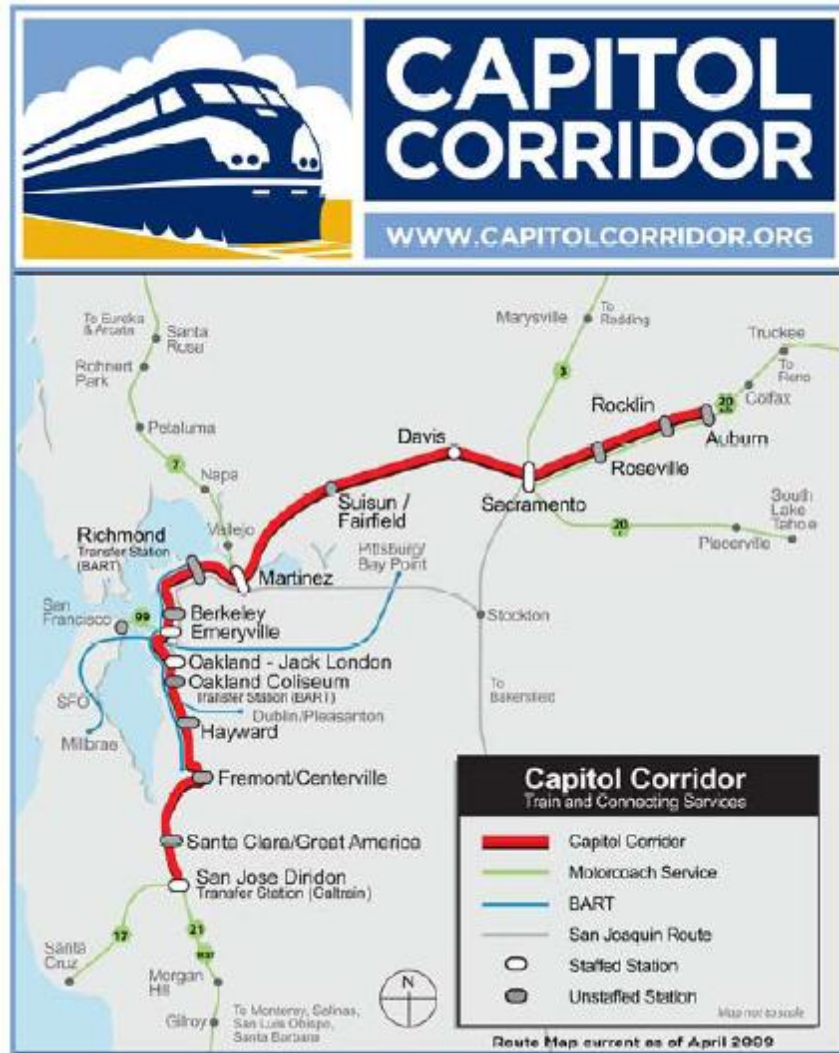 CAPITOL
CORRIDOR
WWW.CAPITOLCORRIDOR.ORG
To Eureka
& Arcata
Santa
Rosa
Rohnert
Park
Petaluma
7
Napa
Vallejo
Marysville
To
Redding
3
Truckee
To
Reno
Colfax
20
Rocklin
Auburn
Roseville
Davis
Sacramento
Suisun /
Fairfield
20
Placerville
South
Lake
Tahoe
Richmond
Transfer Station
(BART)
Martinez
Pittsburg/
Bay Point
Stockton
To
Bakersfield
San
Francisco
99
Berkeley
Emeryville
Oakland - Jack London
Oakland Coliseum
Transfer Station (BART)
Dublin/Pleasanton
SFO
Millbrae
Hayward
Fremont/Centerville
Santa Clara/Great America
San Jose Diridon
Transfer Station (Caltrain)
17
21
Santa
Cruz
Morgan
Hill
Gilroy
To Monterey, Salinas,
San Luis Obispo,
Santa Barbara
N
Capitol Corridor
Train and Connecting Services
Capitol Corridor
Motorcoach Service
BART
San Joaquin Route
Staffed Station
Unstaffed Station
Map not to scale
Route Map current as of April 2009